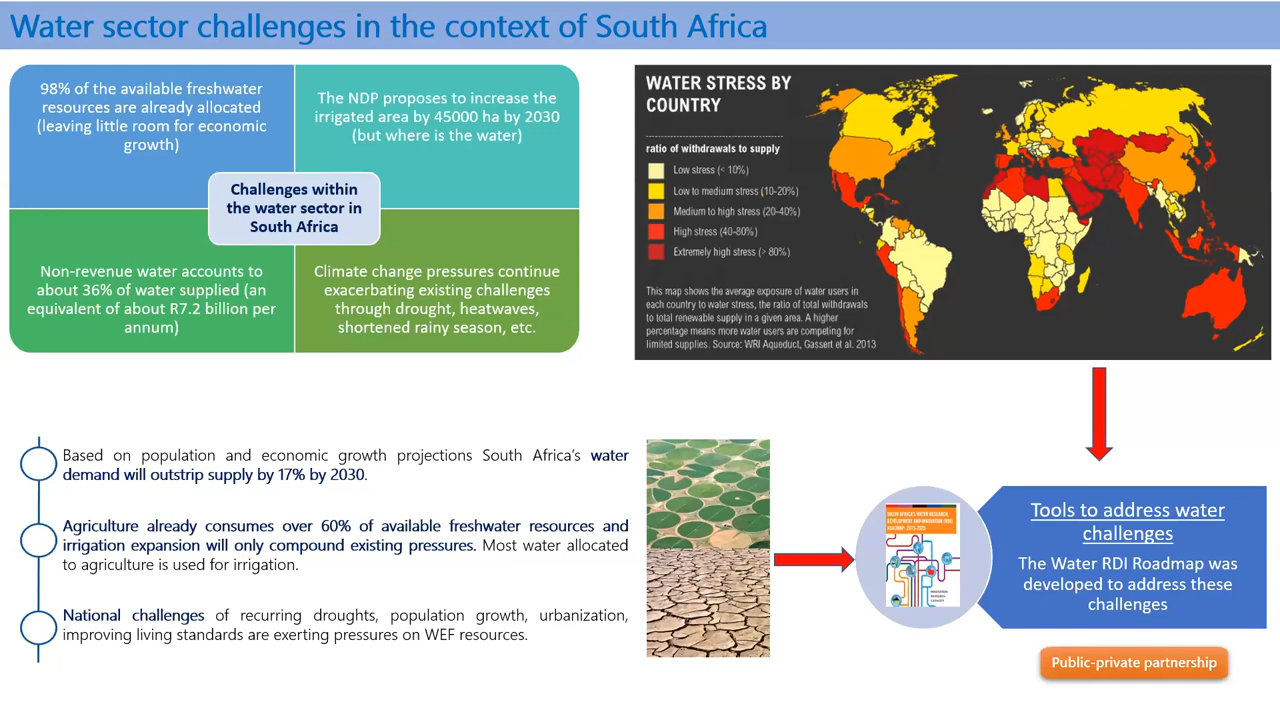 Water sector challenges in the context of South Africa
98% of the available freshwater
resources are already allocated
(leaving little room for economic
growth)
The NDP proposes to increase the
irrigated area by 45000 ha by 2030
(but where is the water)
Challenges within
the water sector in
South Africa
Non-revenue water accounts to
about 36% of water supplied (an
equivalent of about R7.2 billion per
annum)
Climate change pressures continue
exacerbating existing challenges
through drought, heatwaves,
shortened rainy season, etc.
WATER STRESS BY
COUNTRY
ratio of withdrawals to supply
Low stress (< 10%)
Low to medium stress (10-20%)
Medium to high stress (20-40%)
High stress (40-80%)
Extremely high stress (> 80%)
This map shows the average exposure of water users in
each country to water stress, the ratio of total withdrawals
to total renewable supply in a given area. A higher
percentage means more water users are competing for
limited supplies. Source: WRI Aqueduct, Gassert et al. 2013
Based on population and economic growth projections South Africa's water
demand will outstrip supply by 17% by 2030.
Agriculture already consumes over 60% of available freshwater resources and
irrigation expansion will only compound existing pressures. Most water allocated
to agriculture is used for irrigation.
National challenges of recurring droughts, population growth, urbanization,
improving living standards are exerting pressures on WEF resources.
SOUTH AFRICA'S WATER RESEARCH,
DEVELOPMENT AND INNOVATION (RDI)
ROADMAP: 2015-2025
Tools to address water
challenges
The Water RDI Roadmap was
developed to address these
challenges
Public-private partnership